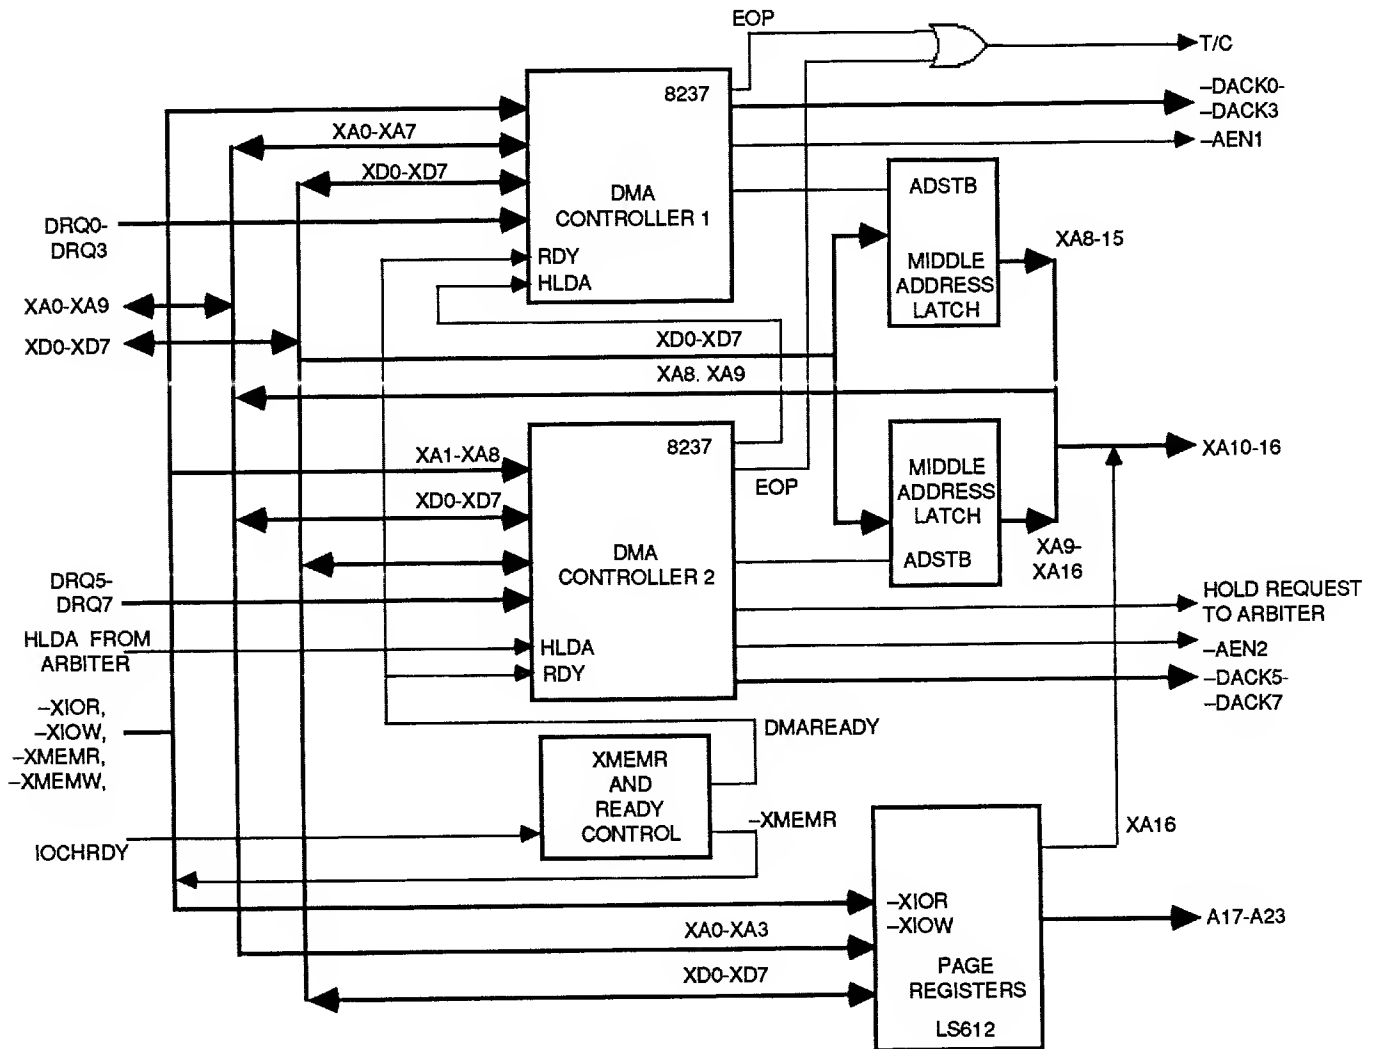 EOP
T/C
8237
–DACK0-
–DACK3
XA0-XA7
–AEN1
XD0-XD7
ADSTB
DMA
CONTROLLER 1
DRQ0-
DRQ3
RDY
HLDA
XA8-15
MIDDLE
ADDRESS
LATCH
XA0-XA9
XD0-XD7
XD0-XD7
XA8. XA9
8237
XA1-XA8
EOP
XA10-16
MIDDLE
ADDRESS
LATCH
XD0-XD7
ADSTB
XA9-
XA16
DMA
CONTROLLER 2
DRQ5-
DRQ7
HOLD REQUEST
TO ARBITER
HLDA FROM
ARBITER
HLDA
RDY
–AEN2
–DACK5-
–DACK7
–XIOR,
–XIOW,
–XMEMR,
–XMEMW,
DMAREADY
XMEMR
AND
READY
CONTROL
–XMEMR
IOCHRDY
XA16
–XIOR
–XIOW
A17-A23
XA0-XA3
XD0-XD7
PAGE
REGISTERS
LS612